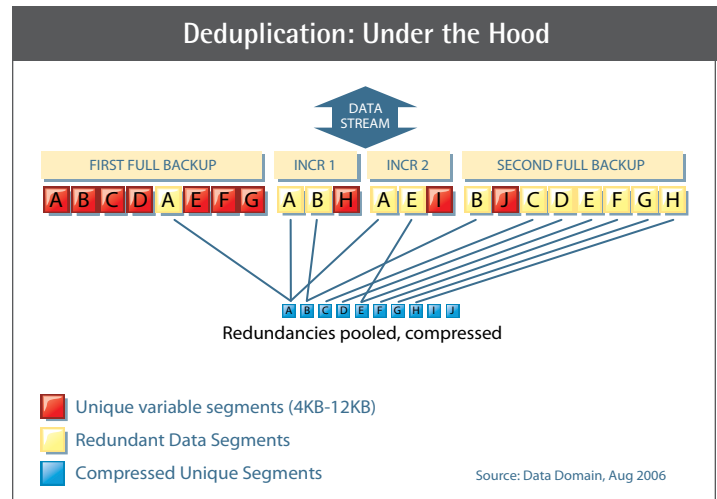 Deduplication: Under the Hood
DATA
STREAM
FIRST FULL BACKUP INCR 1 INCR 2 SECOND FULL BACKUP
A B C D A E F G A B H A E I B J C D E F G H
A B C D E F G H I J
Redundancies pooled, compressed
Unique variable segments (4KB-12KB)
Redundant Data Segments
Compressed Unique Segments
Source: Data Domain, Aug 2006